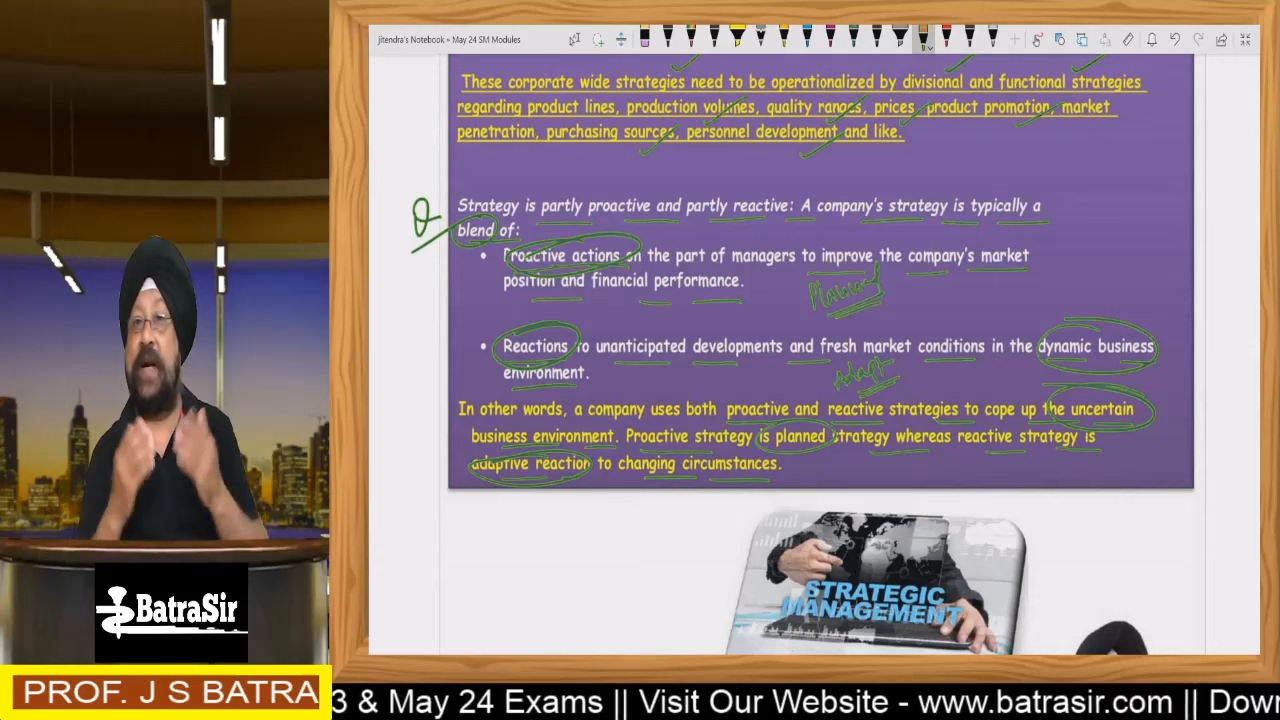 jitendra's Notebook » May 24 SM Modules
These corporate wide strategies need to be operationalized by divisional and functional strategies
regarding product lines, production volumes, quality ranges, prices product promotion, market
penetration, purchasing sources, personnel development and like.
Q
Strategy is partly proactive and partly reactive: A company's strategy is typically a
blend of:
• Proactive actions on the part of managers to improve the company's market
position and financial performance.
Planned
• Reactions to unanticipated developments and fresh market conditions in the dynamic business
environment.
Adapt
In other words, a company uses both proactive and reactive strategies to cope up the uncertain
business environment. Proactive strategy is planned strategy whereas reactive strategy is
adaptive reaction to changing circumstances.
STRATEGIC
MANAGEMENT
BatraSir
PROF. J S BATRA
3 & May 24 Exams || Visit Our Website - www.batrasir.com || Dow